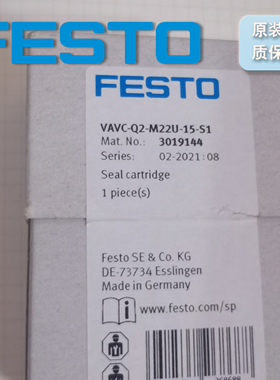 FESTO
原装
质保
FESTO
VAVC-Q2-M22U-15-S1
Mat. No.: 3019144
Series: 02-2021:08
Seal cartridge
1 piece(s)
Festo SE & Co. KG
DE-73734 Esslingen
Made in Germany
www.festo.com/sp